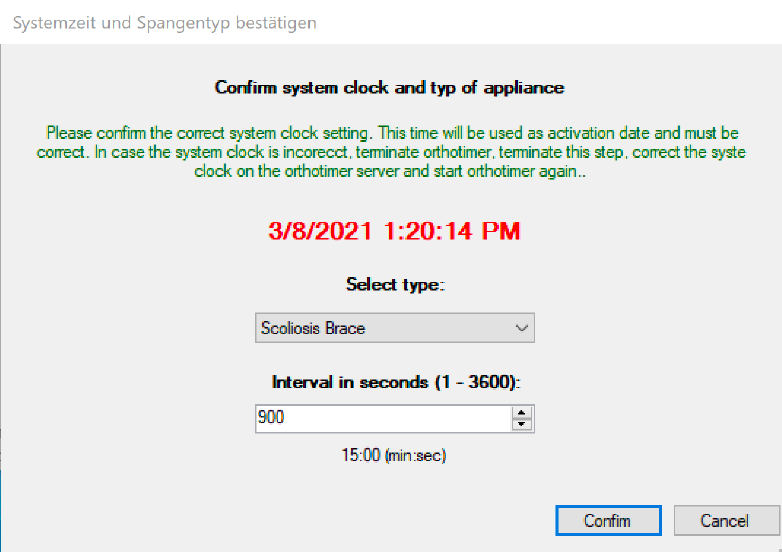 Systemzeit und Spangentyp bestätigen
Confirm system clock and typ of appliance
Please confirm the correct system clock setting. This time will be used as activation date and must be
correct. In case the system clock is incorecct, terminate orthotimer, terminate this step, correct the syste
clock on the orthotimer server and start orthotimer again..
3/8/2021 1:20:14 PM
Select type:
Scoliosis Brace
Interval in seconds (1 - 3600):
900
15:00 (min:sec)
Confim
Cancel